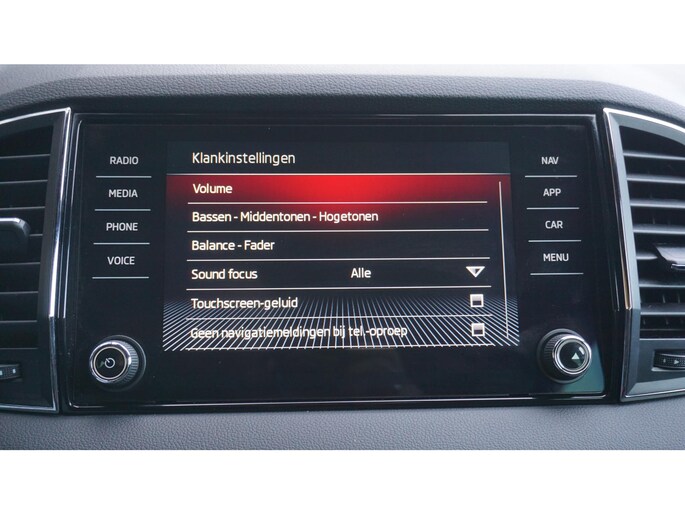 RADIO
MEDIA
PHONE
VOICE
Klankinstellingen
Volume
Bassen - Middentonen - Hogetonen
Balance - Fader
Sound focus Alle
Touchscreen-geluid
Geen navigatiemeldingen bij tel.-oproep
NAV
APP
CAR
MENU